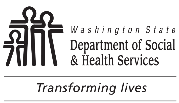 Washington State
Department of Social
& Health Services
Transforming lives